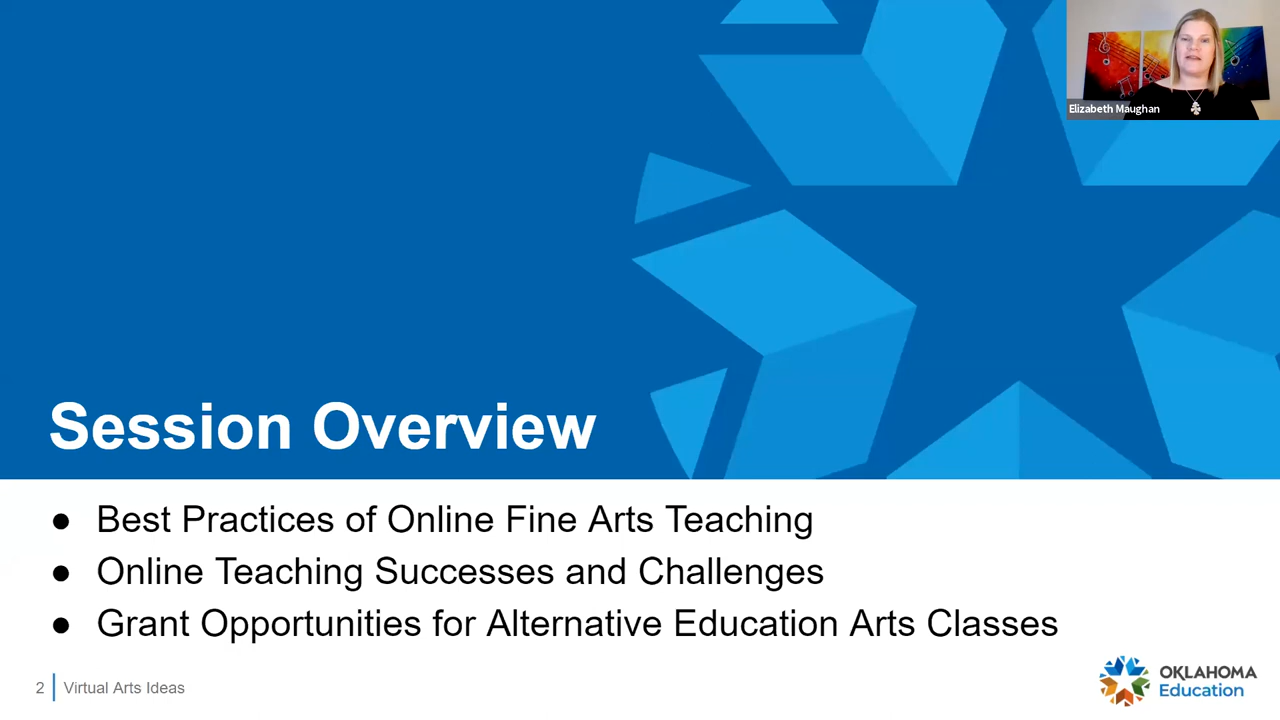 Elizabeth Maughan
Session Overview
● Best Practices of Online Fine Arts Teaching
● Online Teaching Successes and Challenges
● Grant Opportunities for Alternative Education Arts Classes
2 Virtual Arts Ideas
OKLAHOMA
Education